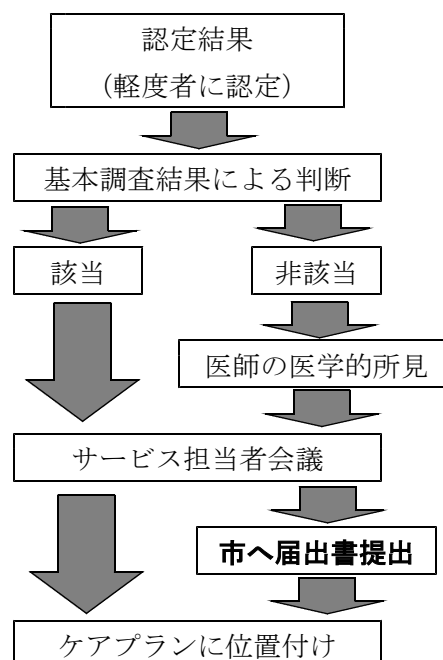 認定結果
（軽度者に認定）
基本調査結果による判断
該当
非該当
医師の医学的所見
サービス担当者会議
市へ届出書提出
ケアプランに位置付け